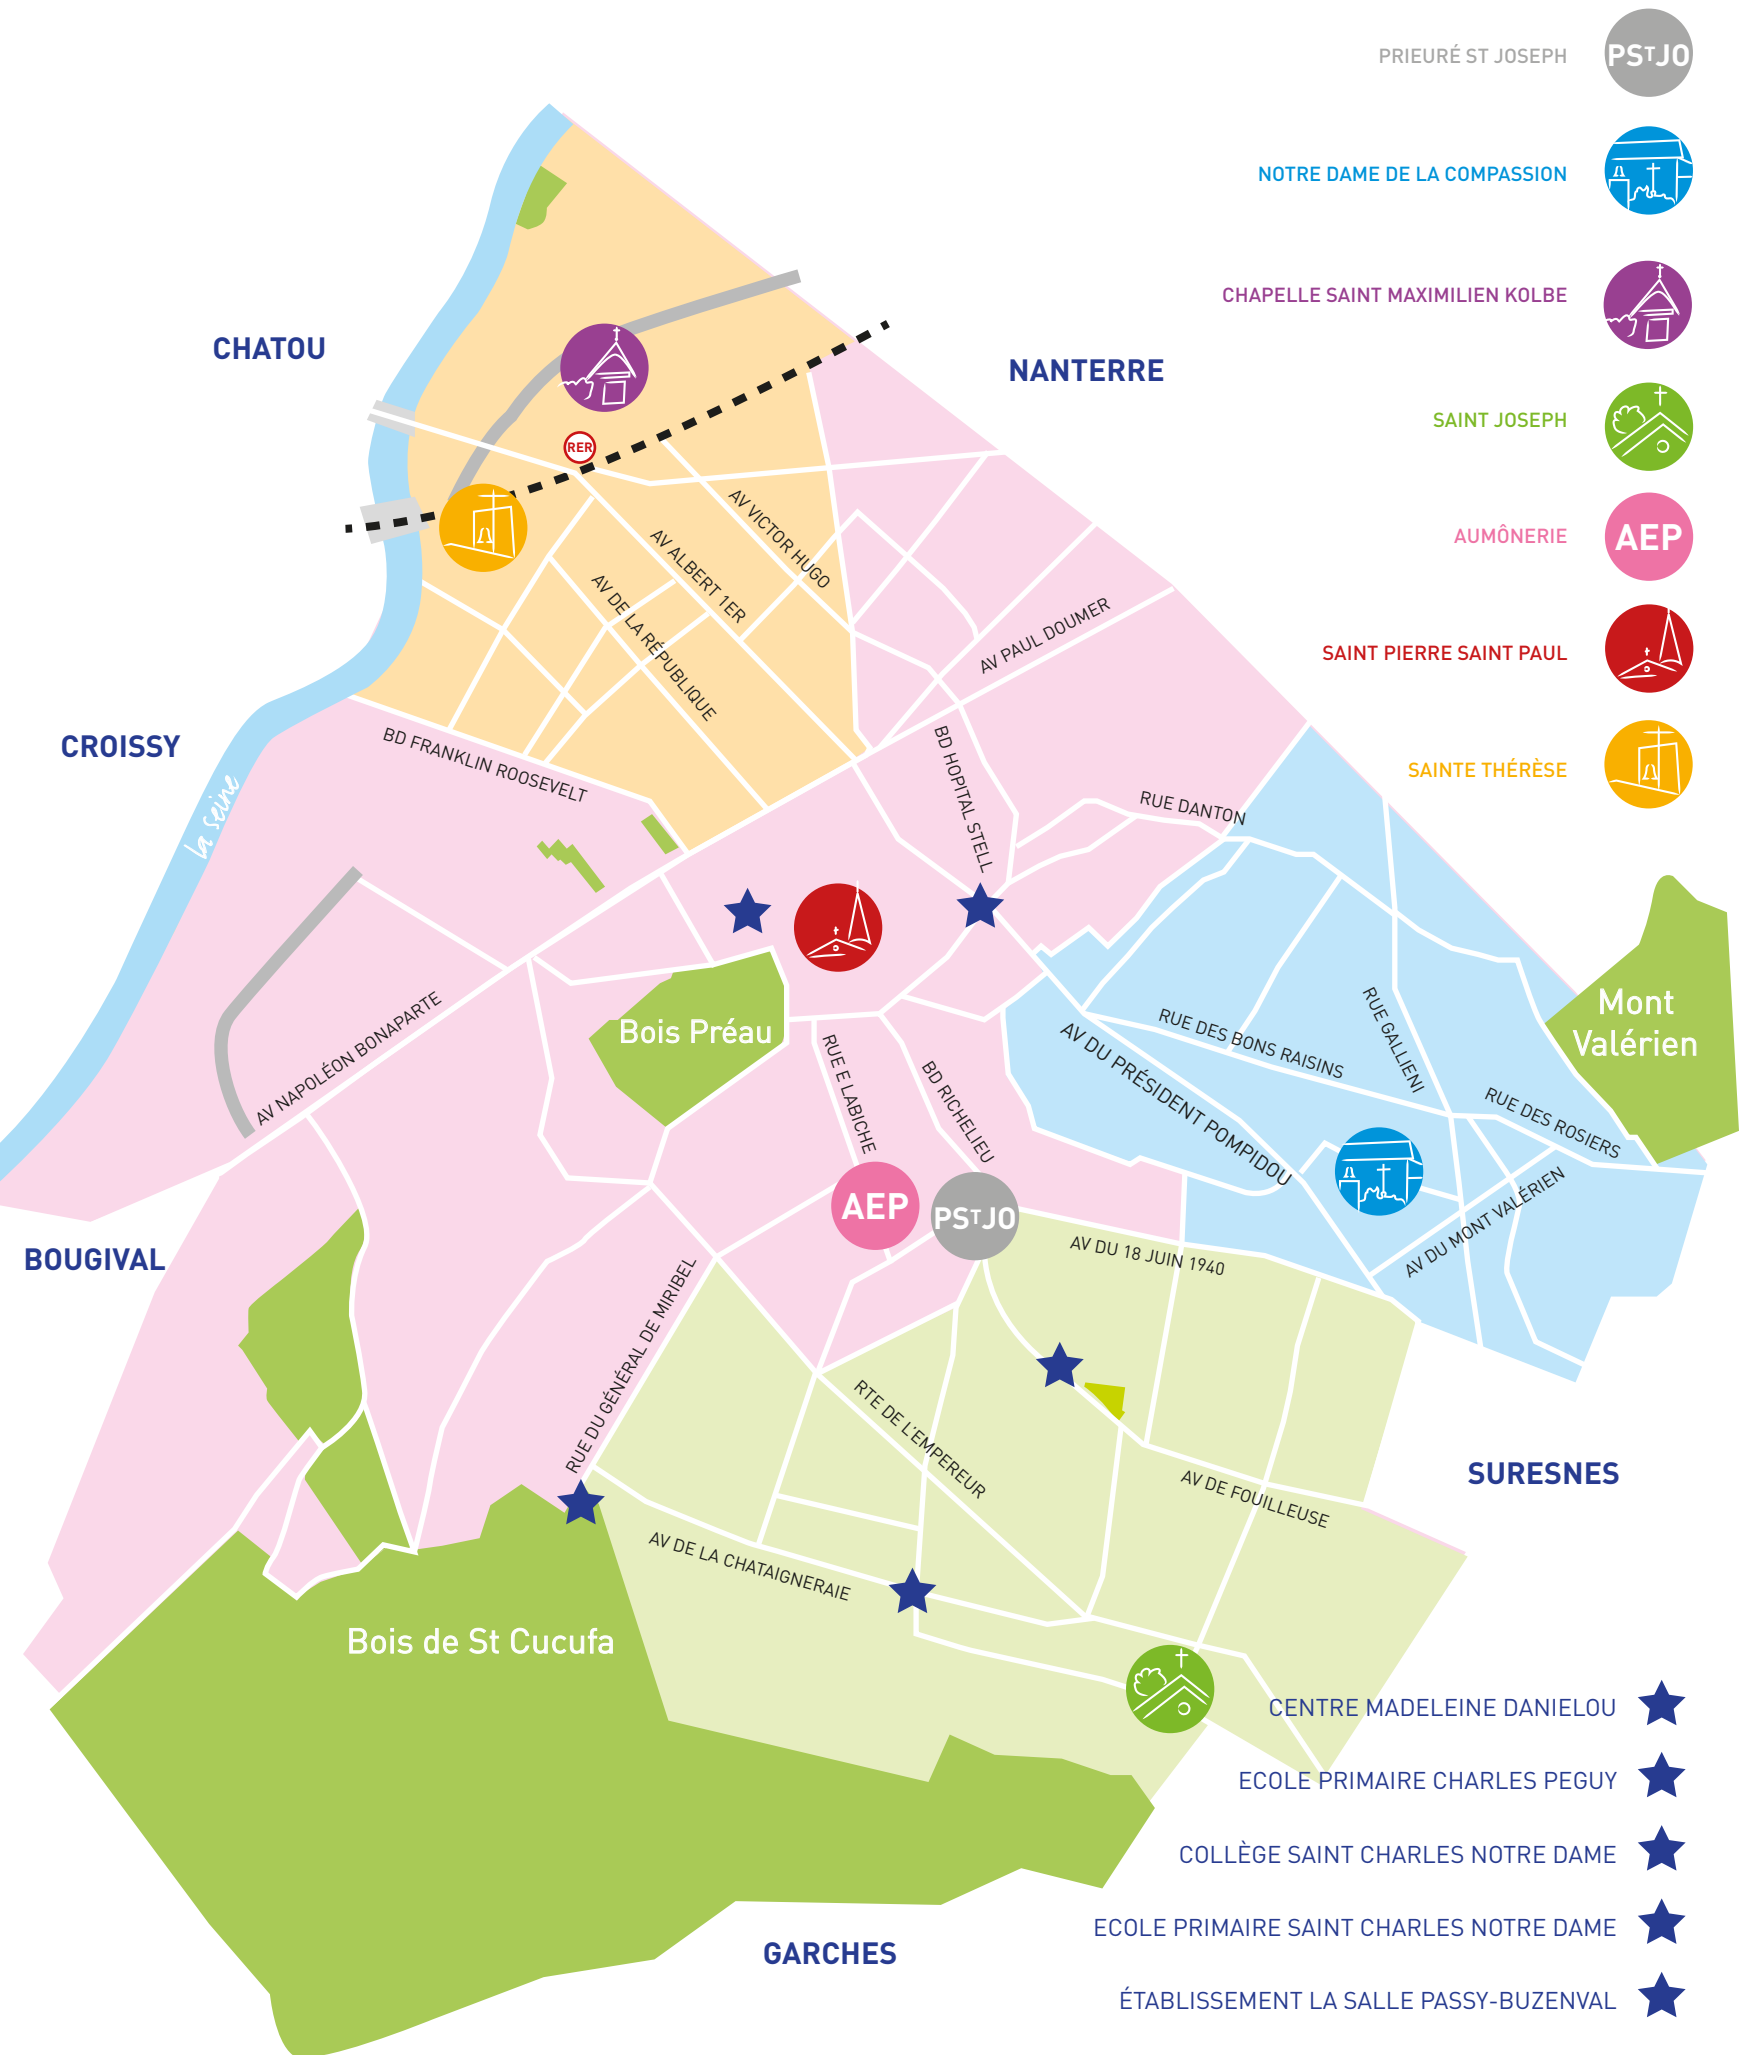 PRIEURÉ ST JOSEPH
PSTJO
NOTRE DAME DE LA COMPASSION
CHAPELLE SAINT MAXIMILIEN KOLBE
SAINT JOSEPH
AUMÔNERIE
AEP
SAINT PIERRE SAINT PAUL
SAINTE THÉRÈSE
CHATOU
NANTERRE
RER
AV VICTOR HUGO
AV ALBERT 1ER
AV DE LA RÉPUBLIQUE
AV PAUL DOUMER
CROISSY
BD FRANKLIN ROOSEVELT
BD HOPITAL STELL
RUE DANTON
La Seine
Mont
Valérien
Bois Préau
AV NAPOLÉON BONAPARTE
RUE E LABICHE
BD RICHELIEU
AV DU PRÉSIDENT POMPIDOU
RUE DES BONS RAISINS
RUE GALLIENI
RUE DES ROSIERS
AV DU MONT VALÉRIEN
AEP
PSTJO
BOUGIVAL
AV DU 18 JUIN 1940
RUE DU GÉNÉRAL DE MIRIBEL
RTE DE L'EMPEREUR
SURESNES
AV DE FOUILLEUSE
AV DE LA CHATAIGNERAIE
Bois de St Cucufa
CENTRE MADELEINE DANIELOU
ECOLE PRIMAIRE CHARLES PEGUY
COLLÈGE SAINT CHARLES NOTRE DAME
ECOLE PRIMAIRE SAINT CHARLES NOTRE DAME
GARCHES
ÉTABLISSEMENT LA SALLE PASSY-BUZENVAL